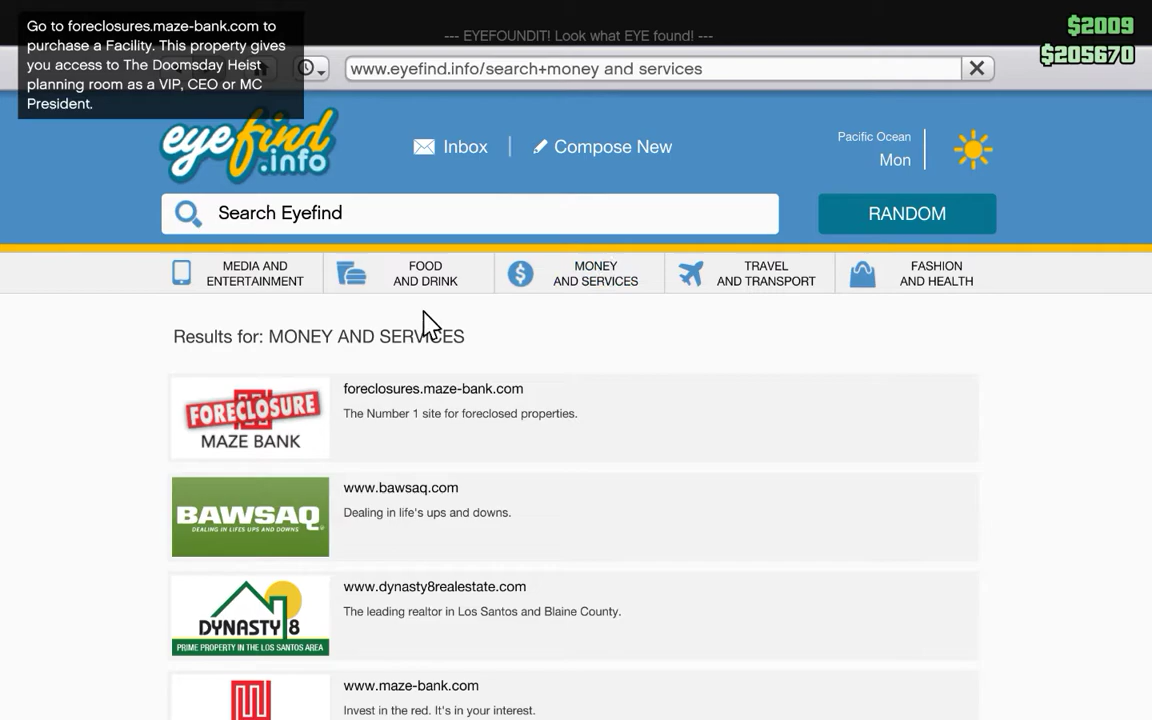 Go to foreclosures.maze-bank.com to
purchase a Facility. This property gives
you access to The Doomsday Heist
planning room as a VIP, CEO or MC
President.
--- EYEFOUNDIT! Look what EYE found! ---
$2009
$205670
www.eyefind.info/search+money and services
eyefind
.info
Inbox
Compose New
Pacific Ocean
Mon
Search Eyefind
RANDOM
MEDIA AND
ENTERTAINMENT
FOOD
AND DRINK
MONEY
AND SERVICES
TRAVEL
AND TRANSPORT
FASHION
AND HEALTH
Results for: MONEY AND SERVICES
FORECLOSURE
MAZE BANK
foreclosures.maze-bank.com
The Number 1 site for foreclosed properties.
BAWSAQ
DEALING IN LIFES UPS AND DOWNS
www.bawsaq.com
Dealing in life's ups and downs.
DYNASTY 8
PRIME PROPERTY IN THE LOS SANTOS AREA
www.dynasty8realestate.com
The leading realtor in Los Santos and Blaine County.
www.maze-bank.com
Invest in the red. It's in your interest.